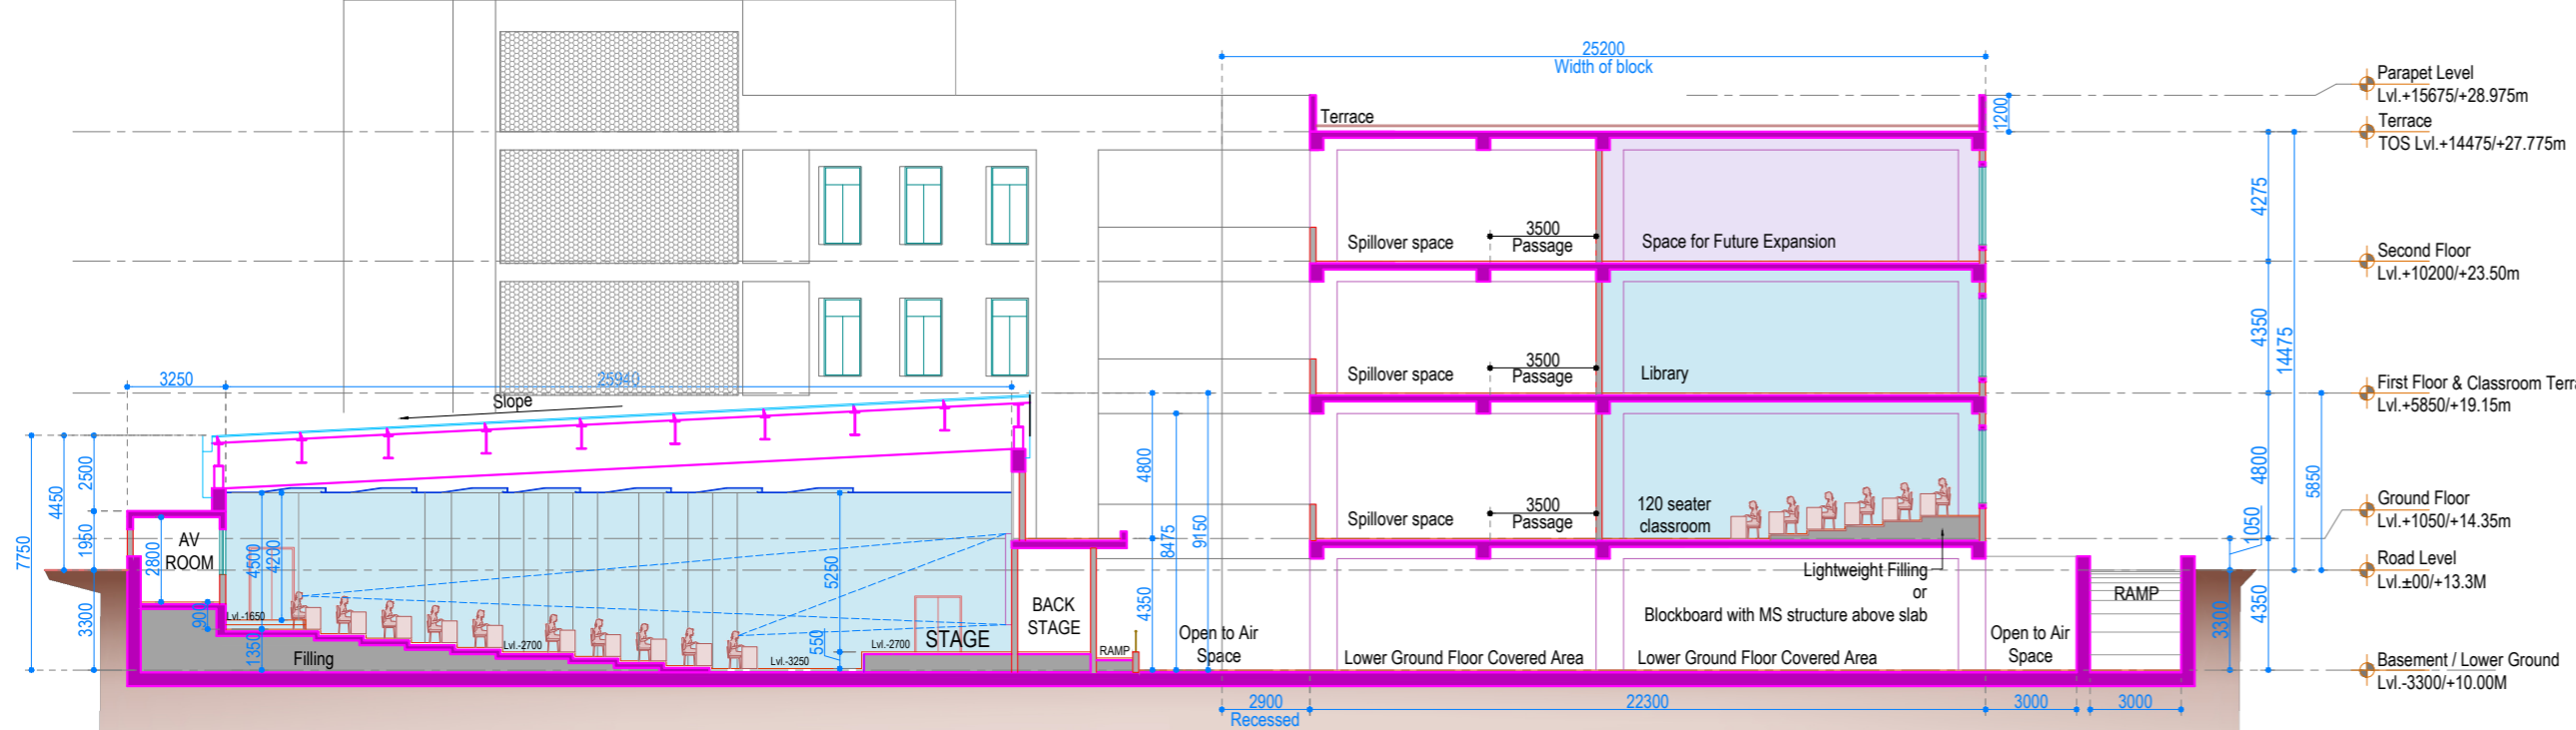 25200
Width of block
Parapet Level
Lvl.+15675/+28.975m
1200
Terrace
Terrace
TOS Lvl.+14475/+27.775m
4275
Spillover space
3500
Passage
Space for Future Expansion
Second Floor
Lvl.+10200/+23.50m
4350
14475
3250
25940
Slope
Spillover space
3500
Passage
Library
First Floor & Classroom Terra
Lvl.+5850/+19.15m
7750
4450
2500
1950
3300
AV
ROOM
2800
900
4500
4200
1350
Lvl.-1650
Lvl.-2700
Lvl.-3250
Filling
5250
550
Lvl.-2700
STAGE
BACK
STAGE
RAMP
4800
8475
9150
4350
Spillover space
3500
Passage
120 seater
classroom
4800
5850
1050
Ground Floor
Lvl.+1050/+14.35m
Lightweight Filling
or
Blockboard with MS structure above slab
Road Level
Lvl.±00/+13.3M
RAMP
3300
4350
Open to Air
Space
Lower Ground Floor Covered Area
Lower Ground Floor Covered Area
Open to Air
Space
Basement / Lower Ground
Lvl.-3300/+10.00M
2900
Recessed
22300
3000
3000